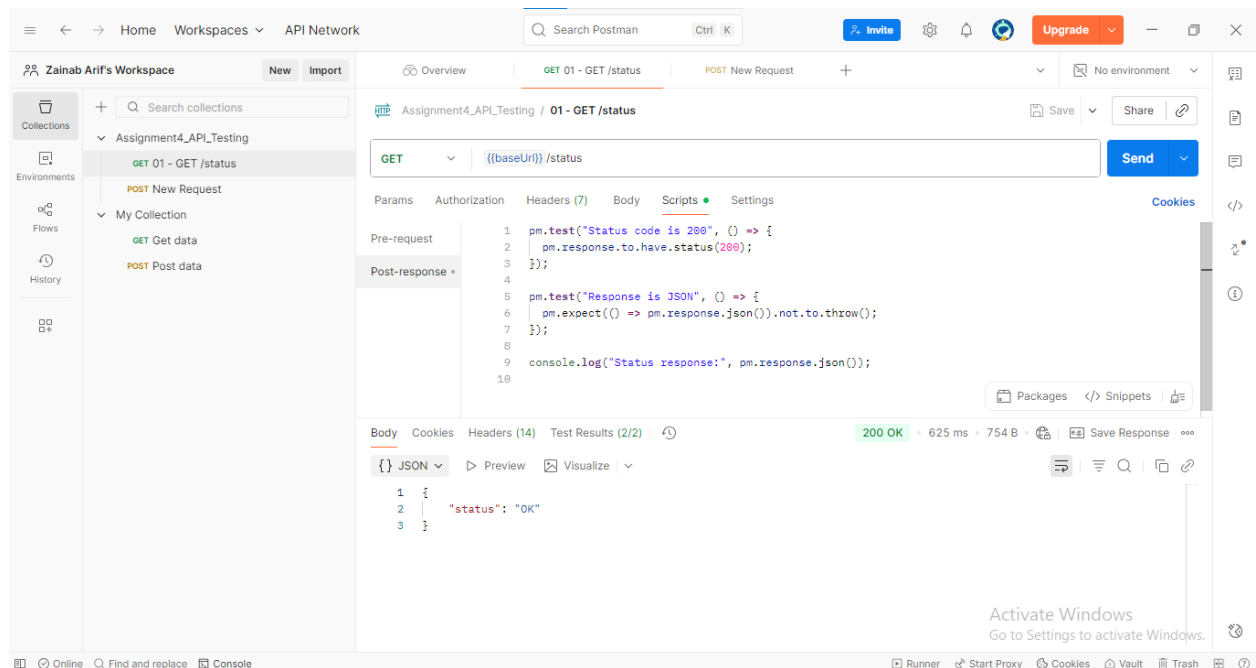 Home Workspaces API Network Search Postman Ctrl K Invite Upgrade
Zainab Arif's Workspace New Import Overview GET 01 - GET /status POST New Request No environment
Collections
Environments
Flows
History
Search collections
Assignment4_API_Testing
GET 01 - GET /status
POST New Request
My Collection
GET Get data
POST Post data
HTTP Assignment4_API_Testing / 01 - GET /status Save Share
GET {{baseUrl}} /status Send
Params Authorization Headers (7) Body Scripts Settings Cookies
Pre-request
Post-response
1 pm.test("Status code is 200", () => {
2 pm.response.to.have.status(200);
3 });
4
5 pm.test("Response is JSON", () => {
6 pm.expect(() => pm.response.json()).not.to.throw();
7 });
8
9 console.log("Status response:", pm.response.json());
10
Packages </> Snippets
Body Cookies Headers (14) Test Results (2/2) 200 OK 625 ms 754 B Save Response
{} JSON Preview Visualize
1 {
2 "status": "OK"
3 }
Activate Windows
Go to Settings to activate Windows.
Online Find and replace Console Runner Start Proxy Cookies Vault Trash